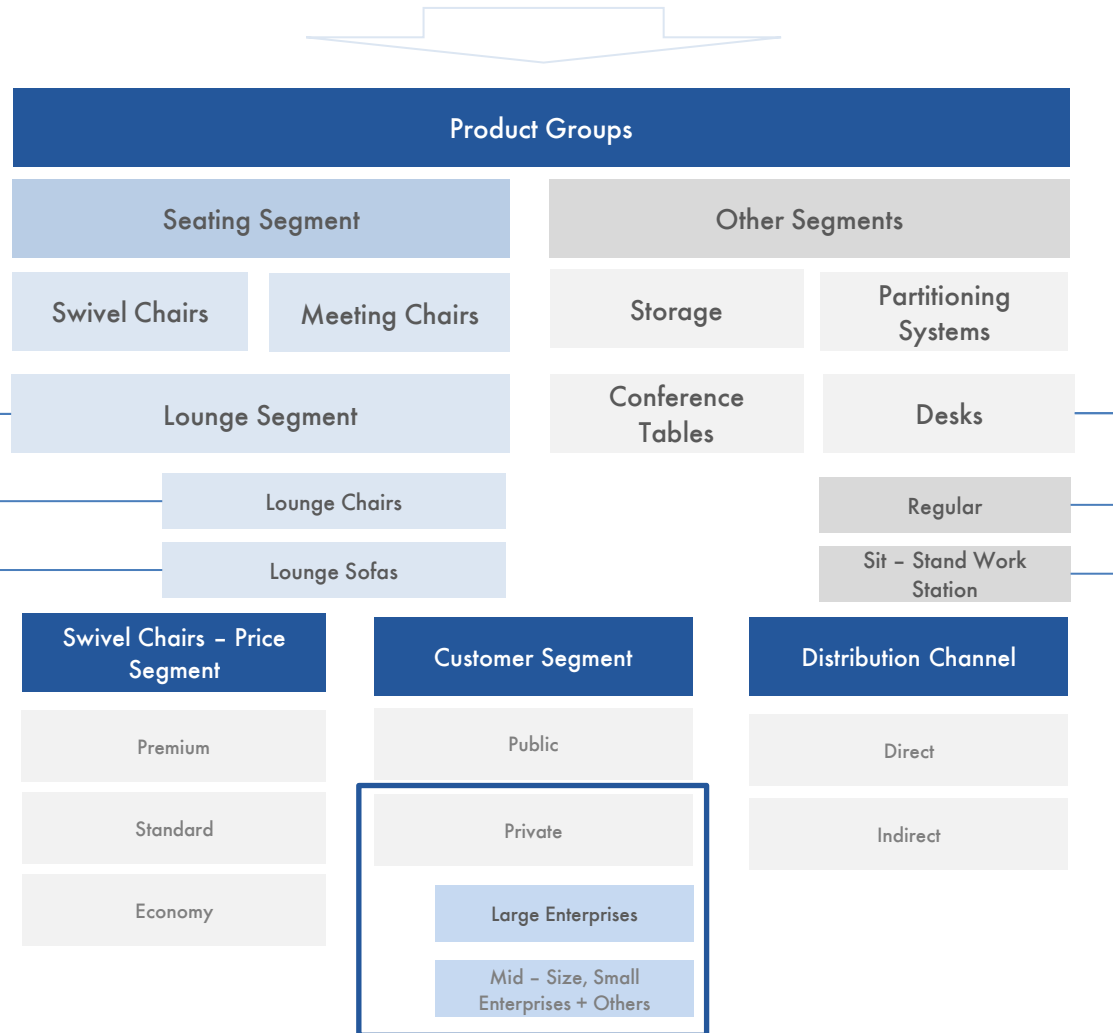 Product Groups
Seating Segment
Other Segments
Swivel Chairs
Meeting Chairs
Storage
Partitioning
Systems
Lounge Segment
Conference
Tables
Desks
Lounge Chairs
Regular
Lounge Sofas
Sit – Stand Work
Station
Swivel Chairs – Price
Segment
Customer Segment
Distribution Channel
Premium
Public
Direct
Standard
Private
Indirect
Economy
Large Enterprises
Mid – Size, Small
Enterprises + Others